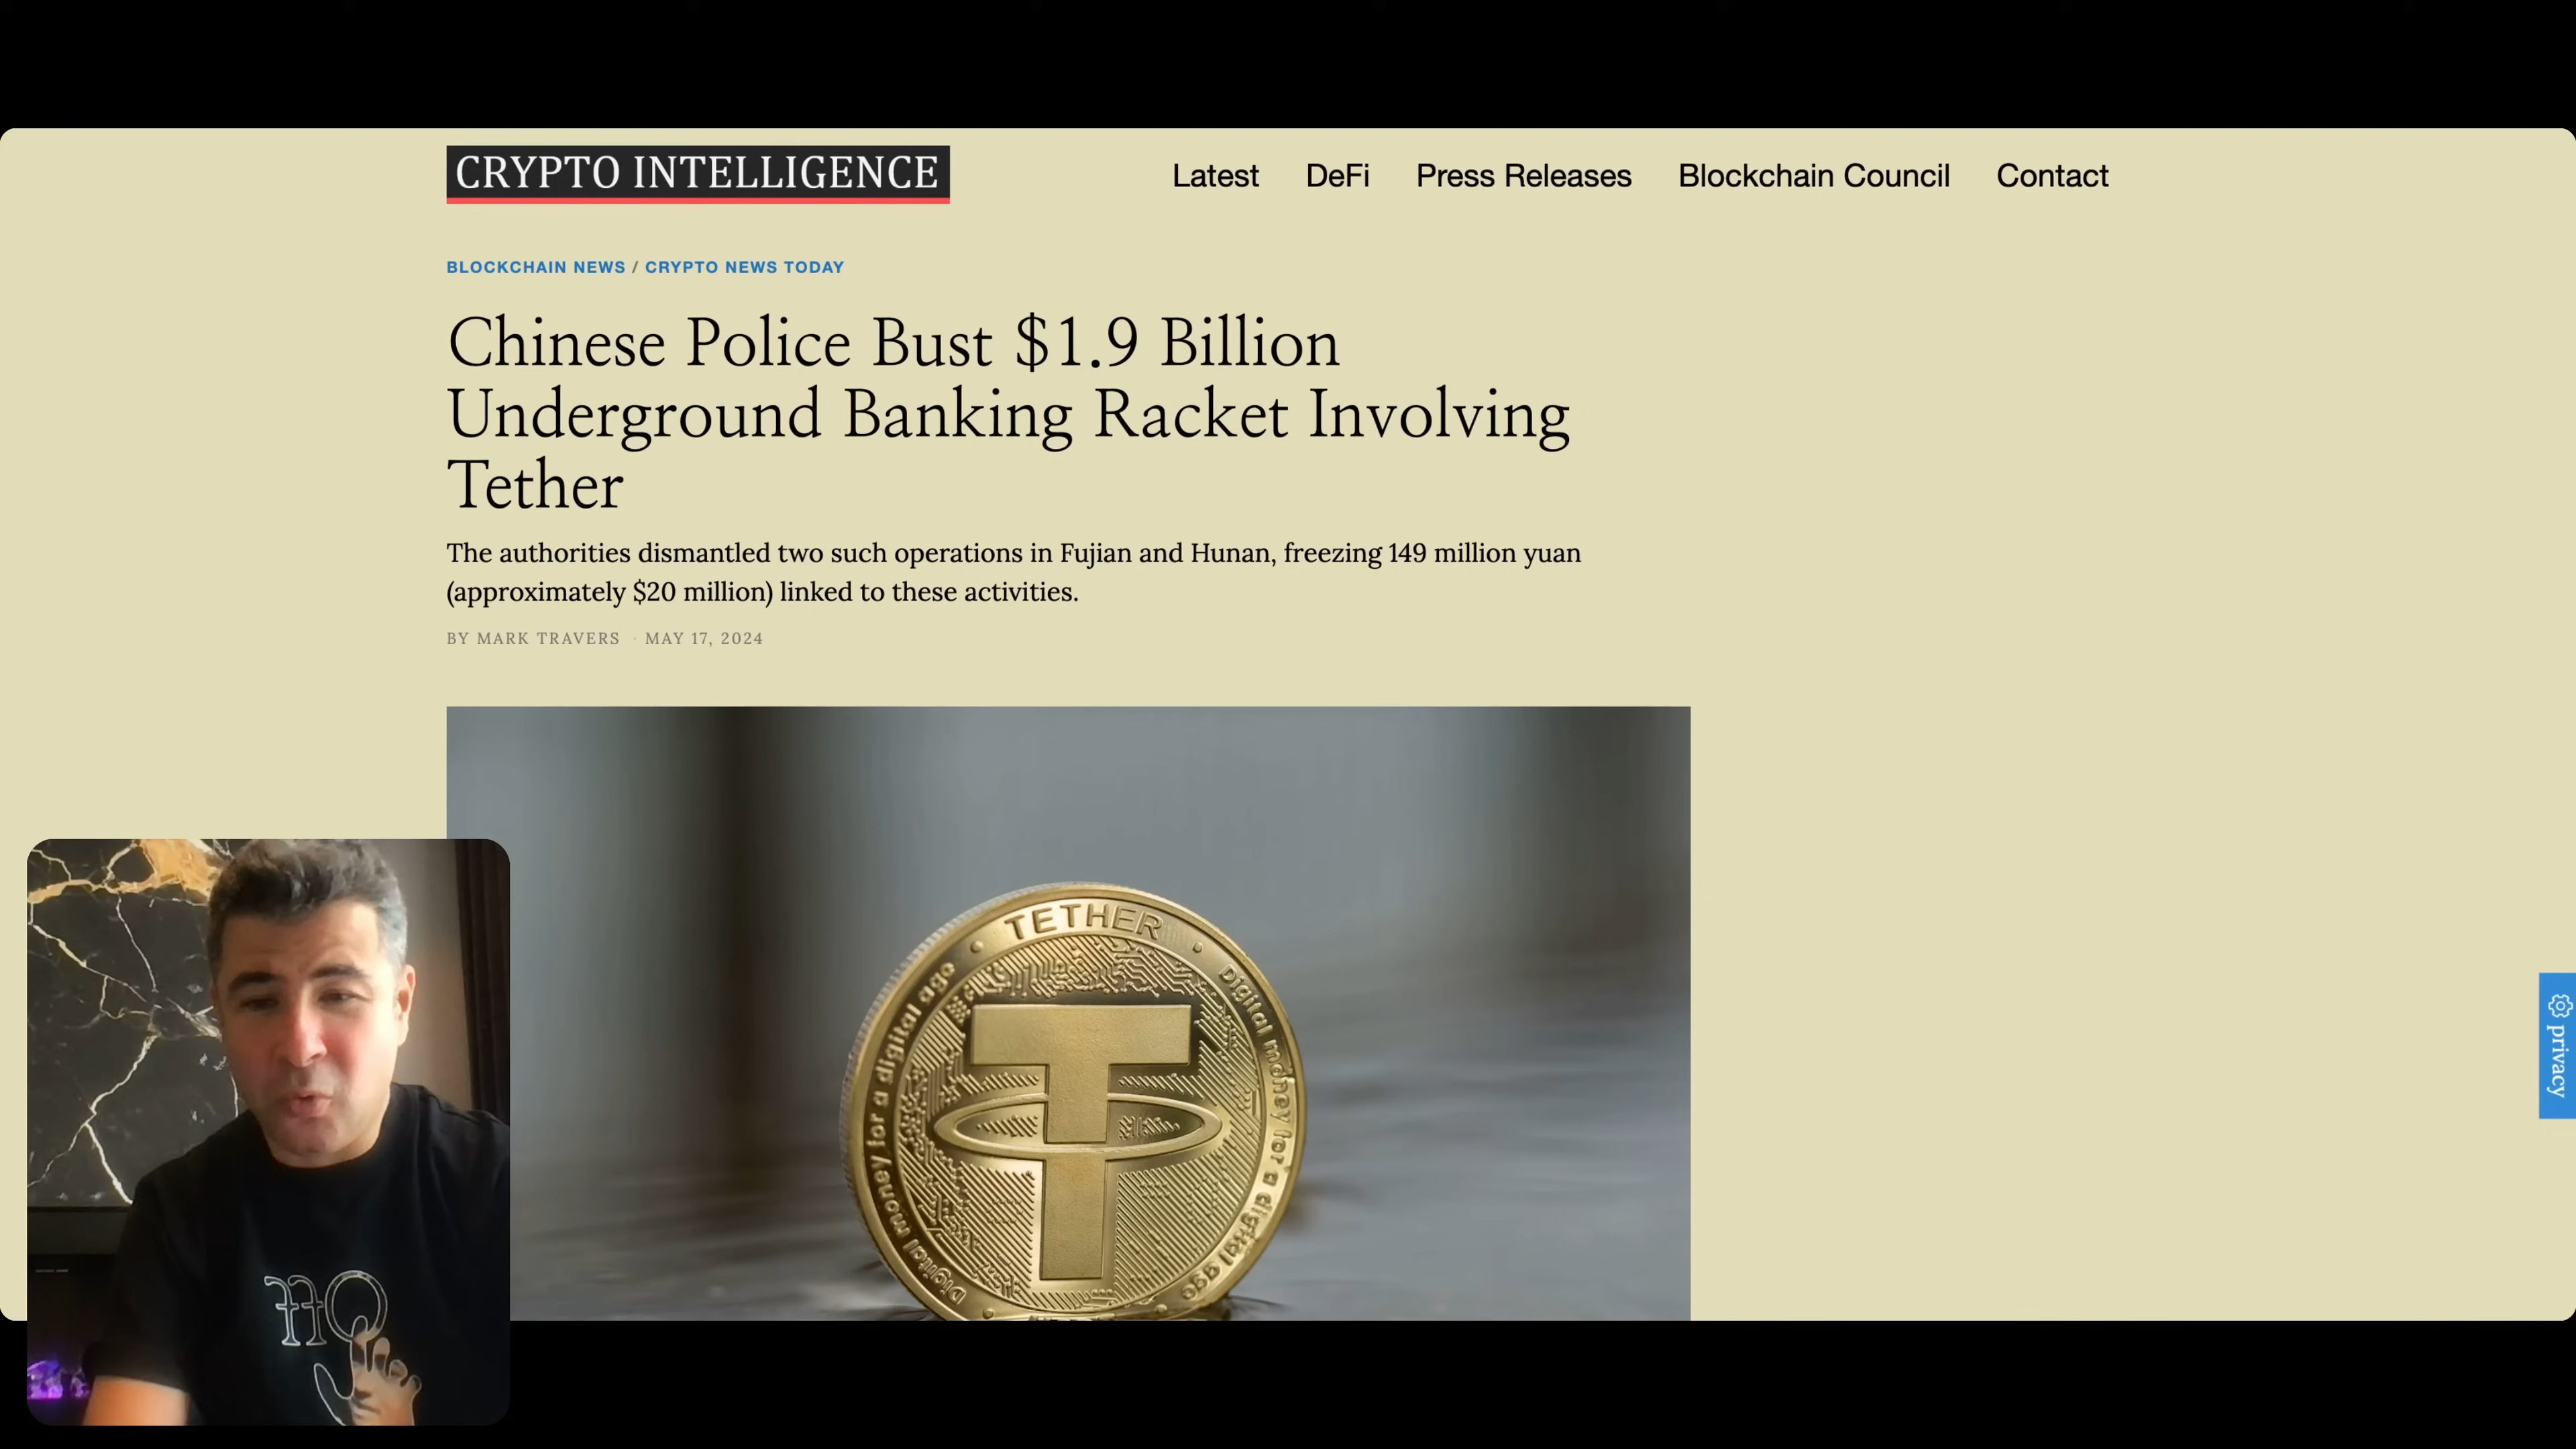 CRYPTO INTELLIGENCE
Latest DeFi Press Releases Blockchain Council Contact
BLOCKCHAIN NEWS / CRYPTO NEWS TODAY
Chinese Police Bust $1.9 Billion
Underground Banking Racket Involving
Tether
The authorities dismantled two such operations in Fujian and Hunan, freezing 149 million yuan
(approximately $20 million) linked to these activities.
BY MARK TRAVERS · MAY 17, 2024
TETHER
Digital money for a digital age
Digital money for a digital age
privacy